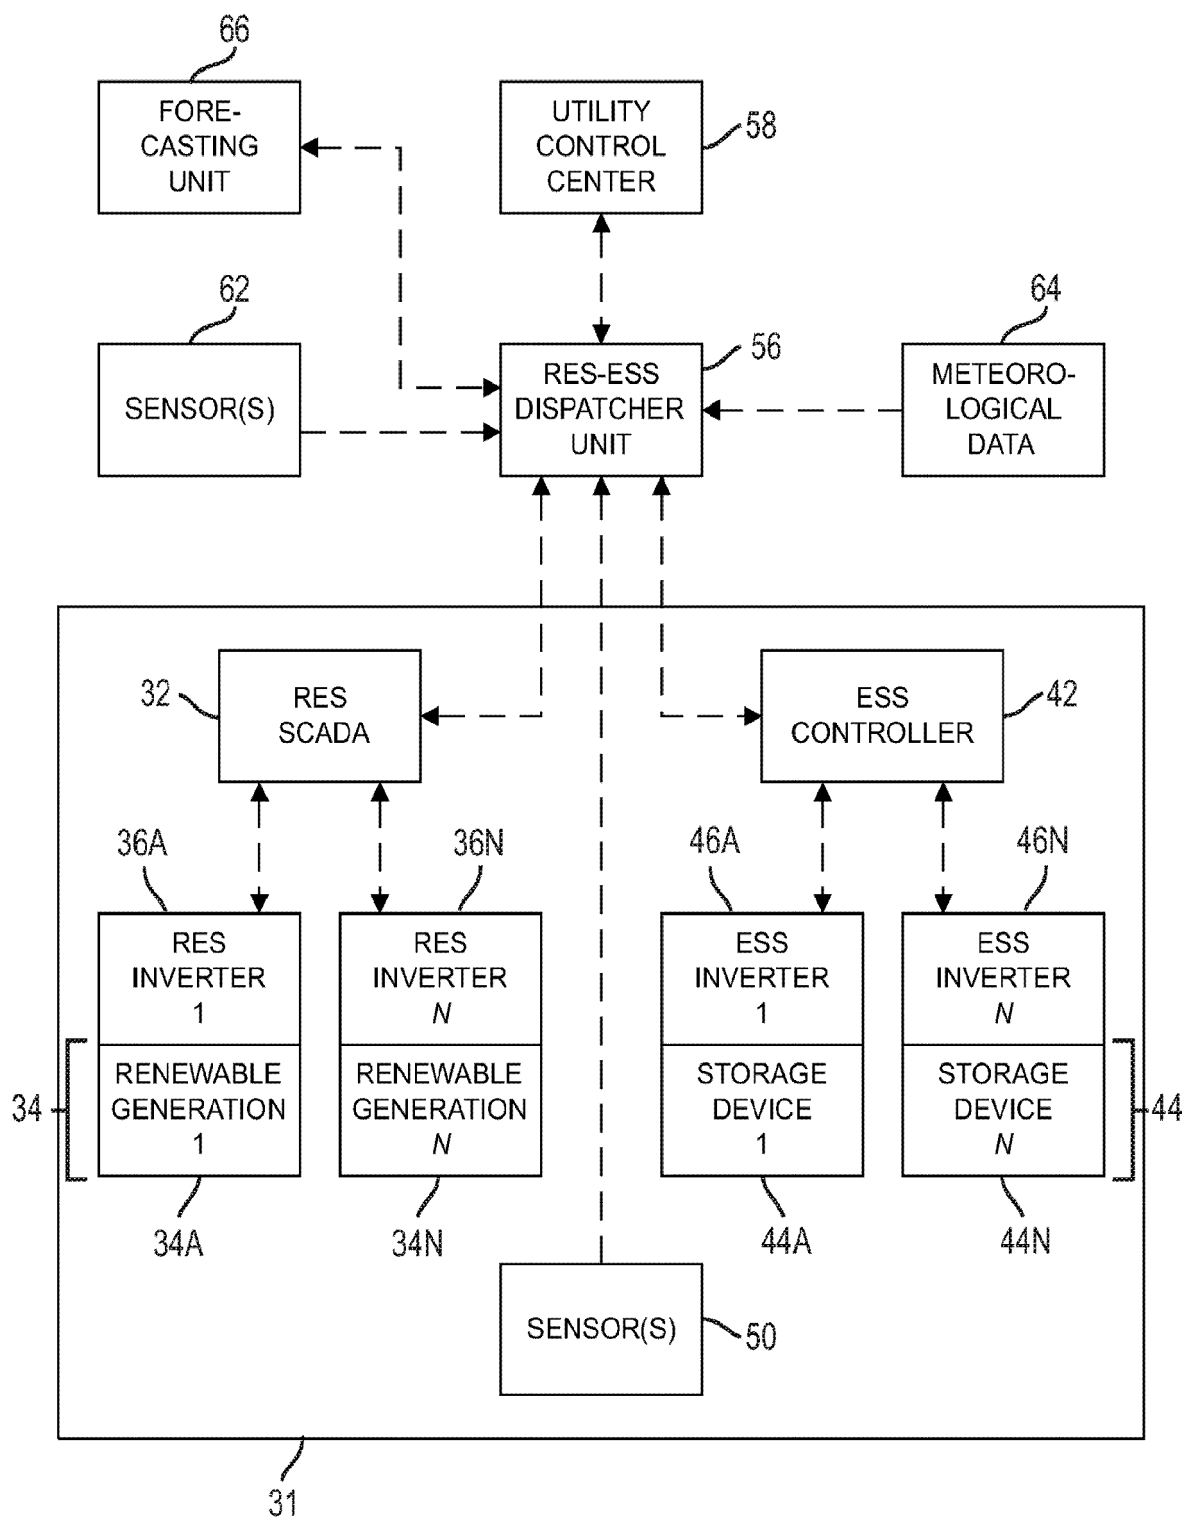 66
FORE-
CASTING
UNIT
UTILITY
CONTROL
CENTER
58
62
SENSOR(S)
RES-ESS
DISPATCHER
UNIT
56
64
METEORO-
LOGICAL
DATA
32
RES
SCADA
ESS
CONTROLLER
42
36A
RES
INVERTER
1
36N
RES
INVERTER
N
46A
ESS
INVERTER
1
46N
ESS
INVERTER
N
34
RENEWABLE
GENERATION
1
RENEWABLE
GENERATION
N
STORAGE
DEVICE
1
STORAGE
DEVICE
N
44
34A
34N
44A
44N
SENSOR(S)
50
31